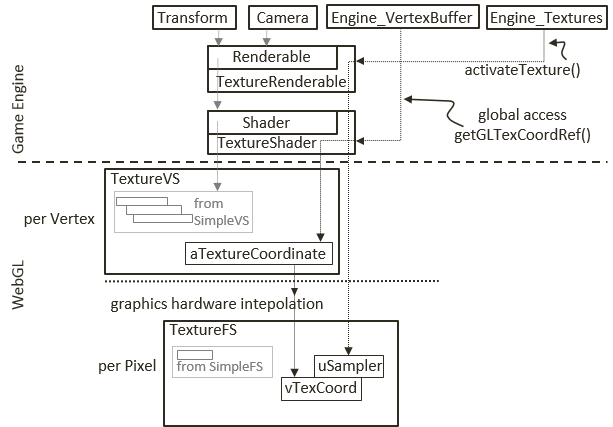 Transform
Camera
Engine_VertexBuffer
Engine_Textures
Renderable
TextureRenderable
activateTexture()
Game Engine
Shader
TextureShader
global access
getGLTexCoordRef()
TextureVS
per Vertex
from
SimpleVS
aTextureCoordinate
WebGL
graphics hardware intepolation
TextureFS
per Pixel
from SimpleFS
uSampler
vTexCoord